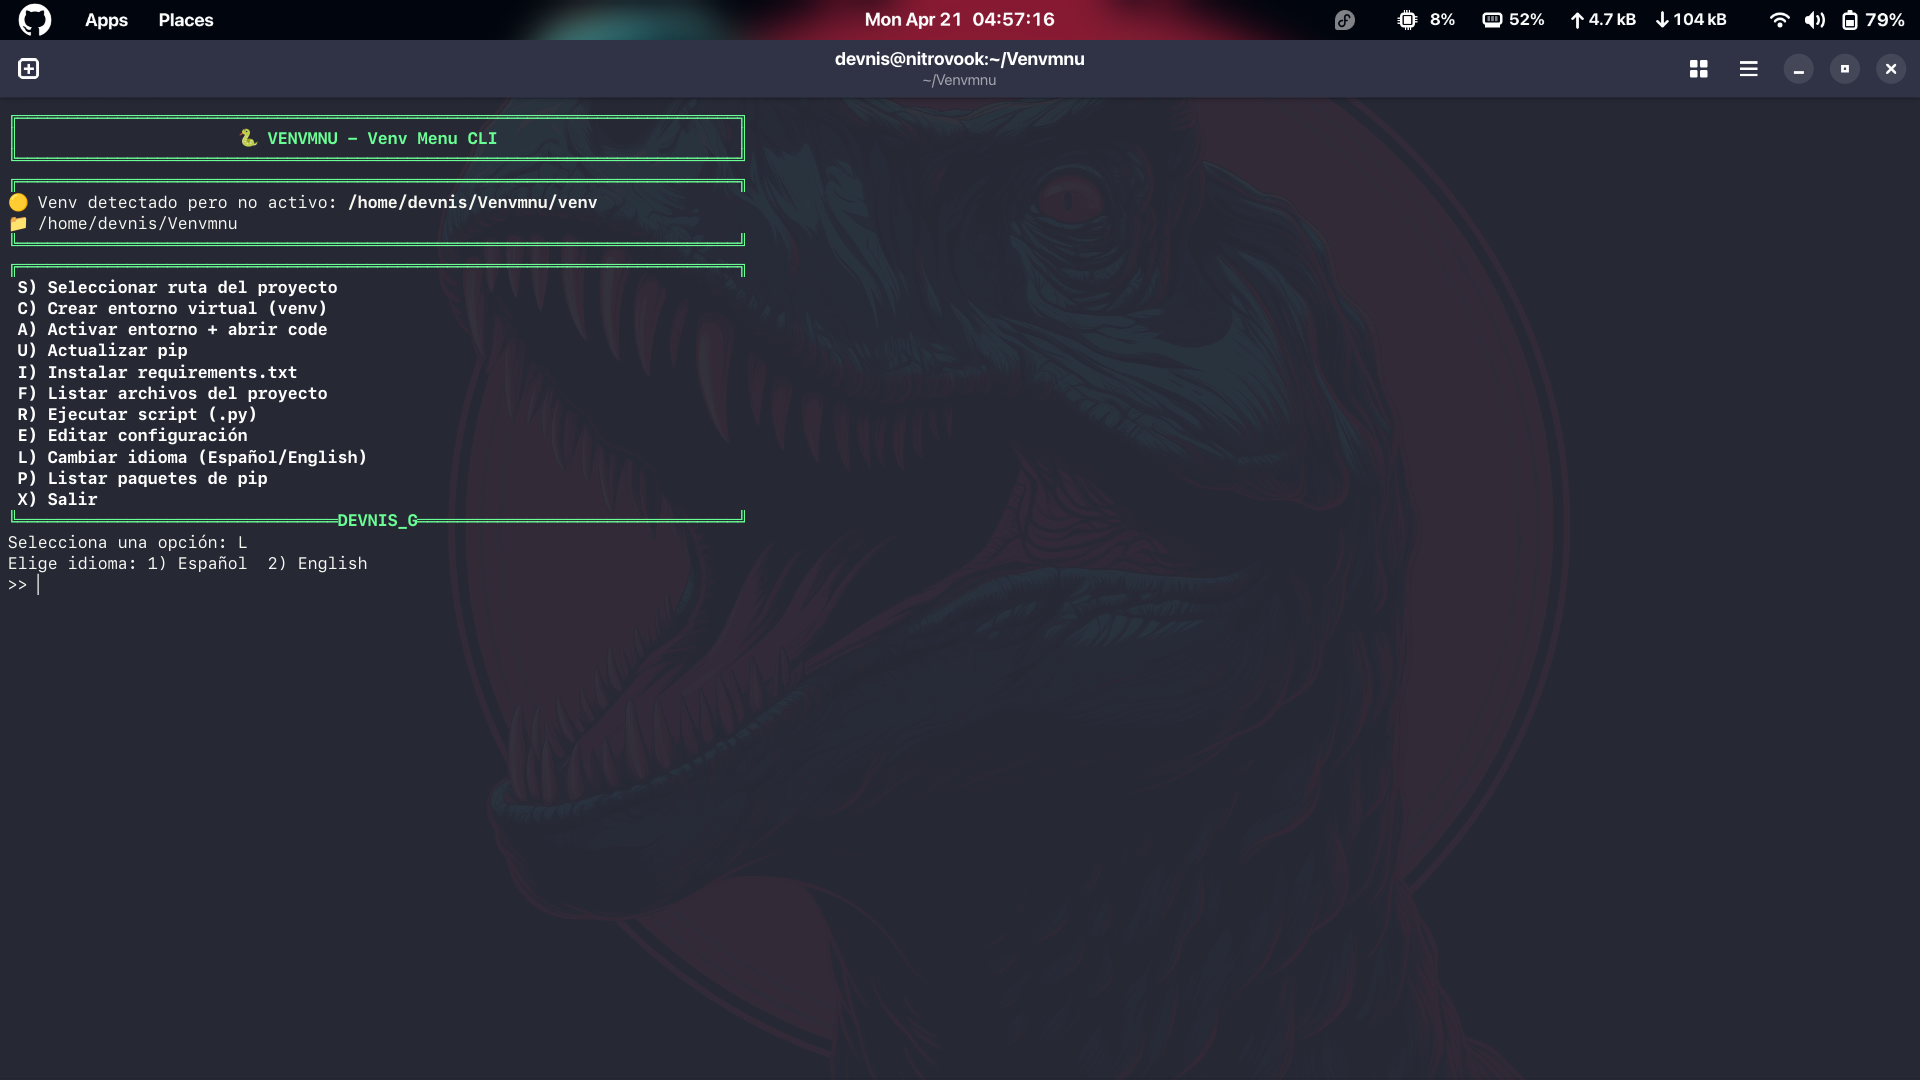 Apps Places Mon Apr 21 04:57:16 8% 52% 4.7 kB 104 kB 79%
devnis@nitrovook:~/Venvmnu
~/Venvmnu
VENVMNU – Venv Menu CLI
Venv detectado pero no activo: /home/devnis/Venvmnu/venv
/home/devnis/Venvmnu
S) Seleccionar ruta del proyecto
C) Crear entorno virtual (venv)
A) Activar entorno + abrir code
U) Actualizar pip
I) Instalar requirements.txt
F) Listar archivos del proyecto
R) Ejecutar script (.py)
E) Editar configuración
L) Cambiar idioma (Español/English)
P) Listar paquetes de pip
X) Salir
DEVNIS_G
Selecciona una opción: L
Elige idioma: 1) Español  2) English
>>